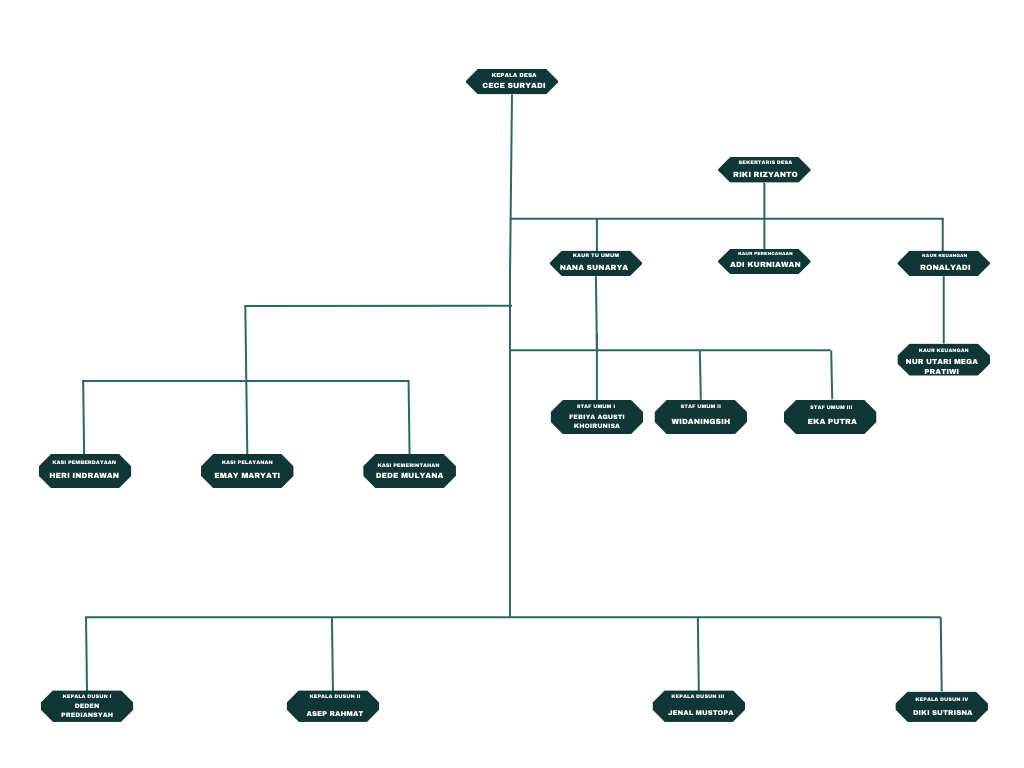 KEPALA DESA
CECE SURYADI
SEKERTARIS DESA
RIKI RIZYANTO
KAUR TU UMUM
NANA SUNARYA
KAUR PERENCANAAN
ADI KURNIAWAN
KAUR KEUANGAN
RONALYADI
KAUR KEUANGAN
NUR UTARI MEGA
PRATIWI
STAF UMUM I
FEBIYA AGUSTI
KHOIRUNISA
STAF UMUM II
WIDANINGSIH
STAF UMUM III
EKA PUTRA
KASI PEMBERDAYAAN
HERI INDRAWAN
KASI PELAYANAN
EMAY MARYATI
KASI PEMERINTAHAN
DEDE MULYANA
KEPALA DUSUN I
DEDEN
PREDIANSYAH
KEPALA DUSUN II
ASEP RAHMAT
KEPALA DUSUN III
JENAL MUSTOPA
KEPALA DUSUN IV
DIKI SUTRISNA